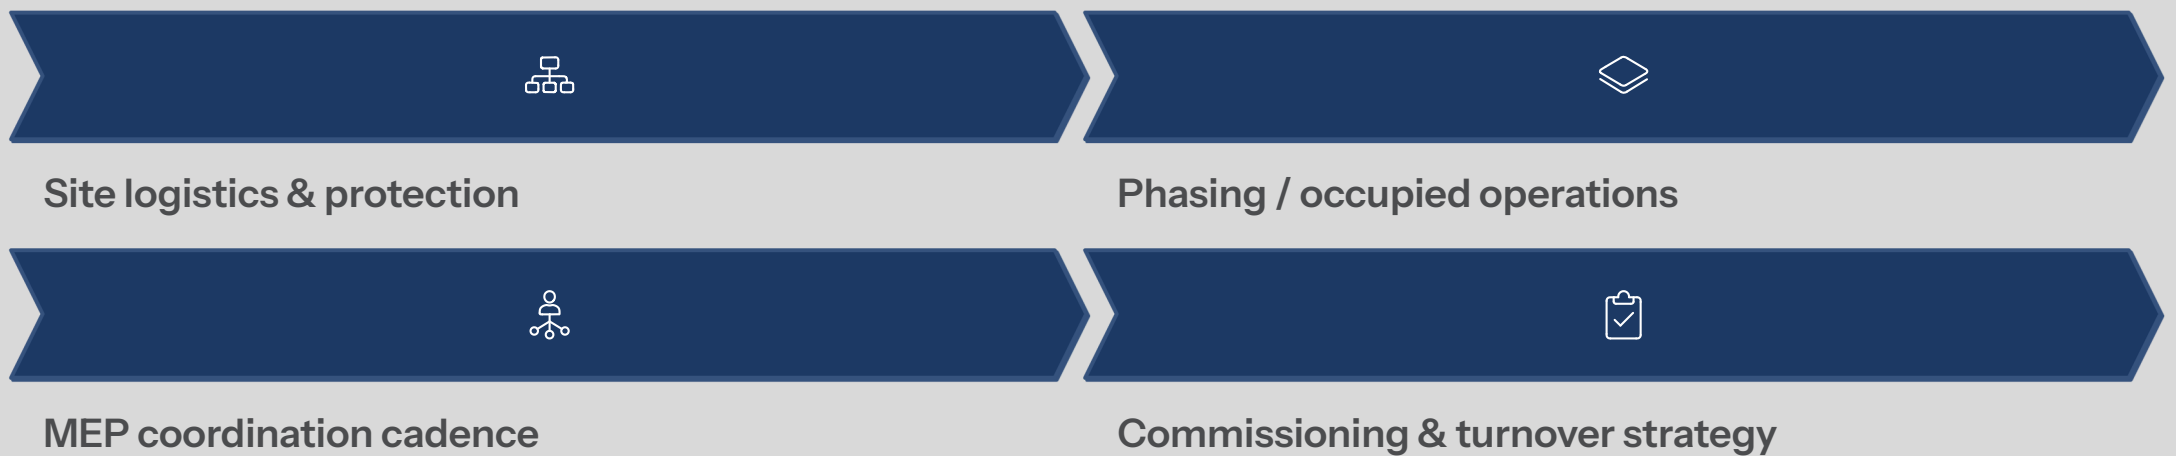 Site logistics & protection
Phasing / occupied operations
MEP coordination cadence
Commissioning & turnover strategy